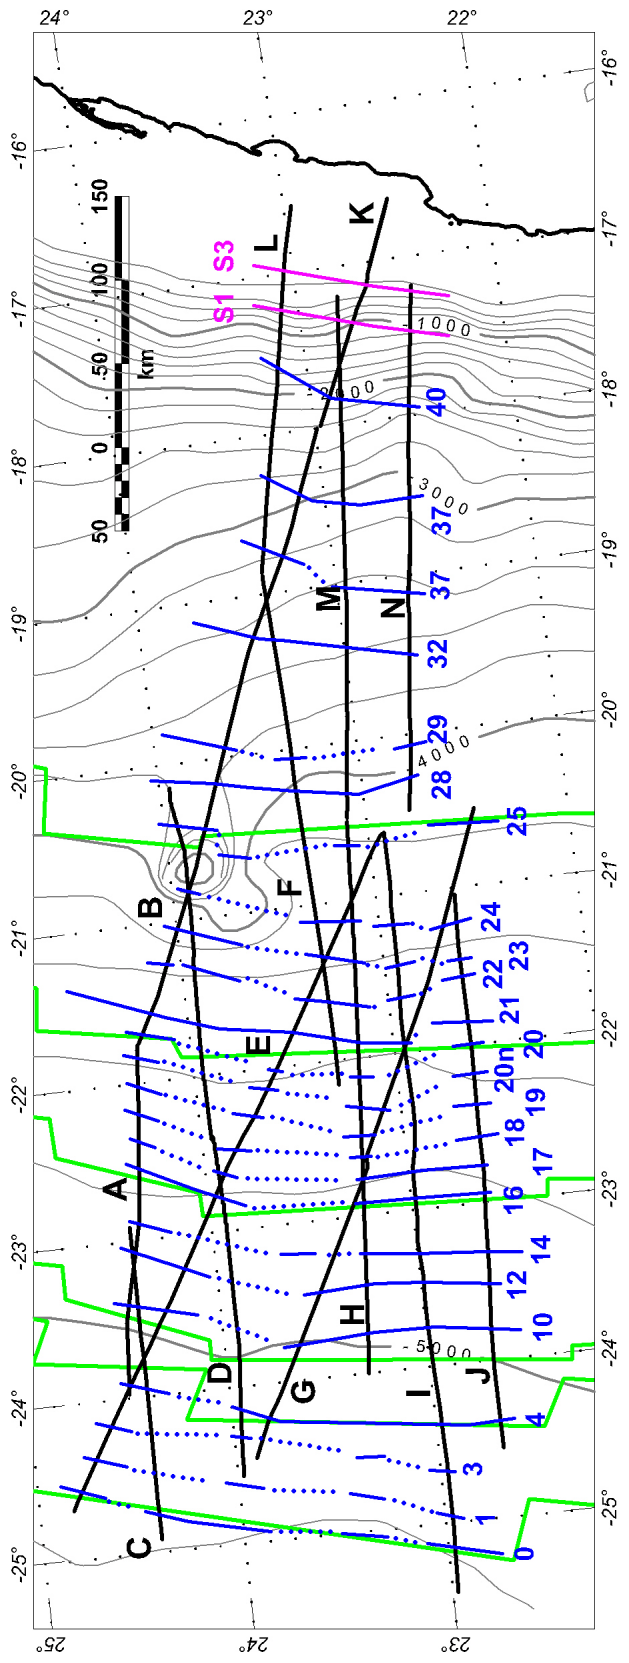 24°
23°
22°
-16°
-17°
-18°
-19°
-20°
-21°
-22°
-23°
-24°
-25°
-16°
-17°
-18°
-19°
-20°
-21°
-22°
-23°
-24°
-25°
25°
24°
23°
50 0 50 100 150
km
S1
S3
L
K
M
N
B
F
E
A
D
H
G
I
J
C
-1000
-2000
-3000
-4000
-5000
40
37
37
32
29
28
25
24
23
22
21
20
20n
19
18
17
16
14
12
10
4
3
1
0